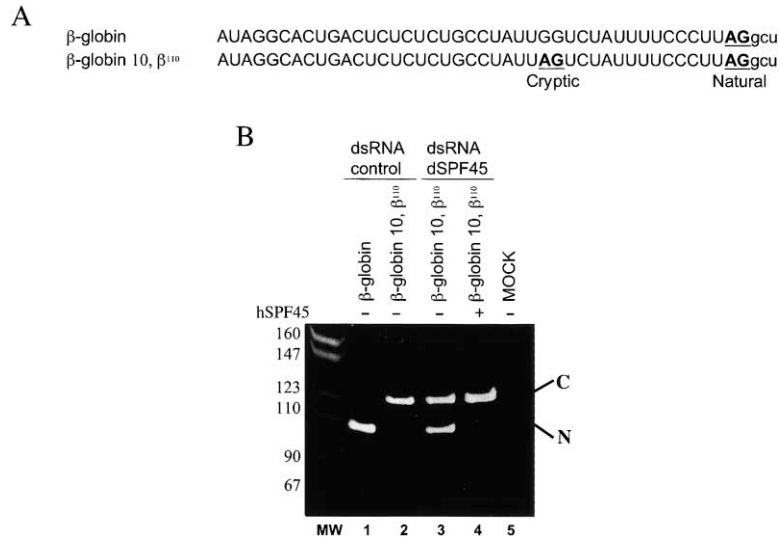 A
β-globin AUAGGCACUGACUCUCUCUGCCUAUUGGUCUAUUUUCCCUUAGgcu
β-globin 10, β¹¹⁰ AUAGGCACUGACUCUCUCUGCCUAUUAGUCUAUUUUCCCUUAGgcu
Cryptic Natural
B
dsRNA control
dsRNA dSPF45
β-globin
β-globin 10, β¹¹⁰
β-globin 10, β¹¹⁰
β-globin 10, β¹¹⁰
MOCK
hSPF45 - - - + -
160
147
123
110
90
67
C
N
MW 1 2 3 4 5